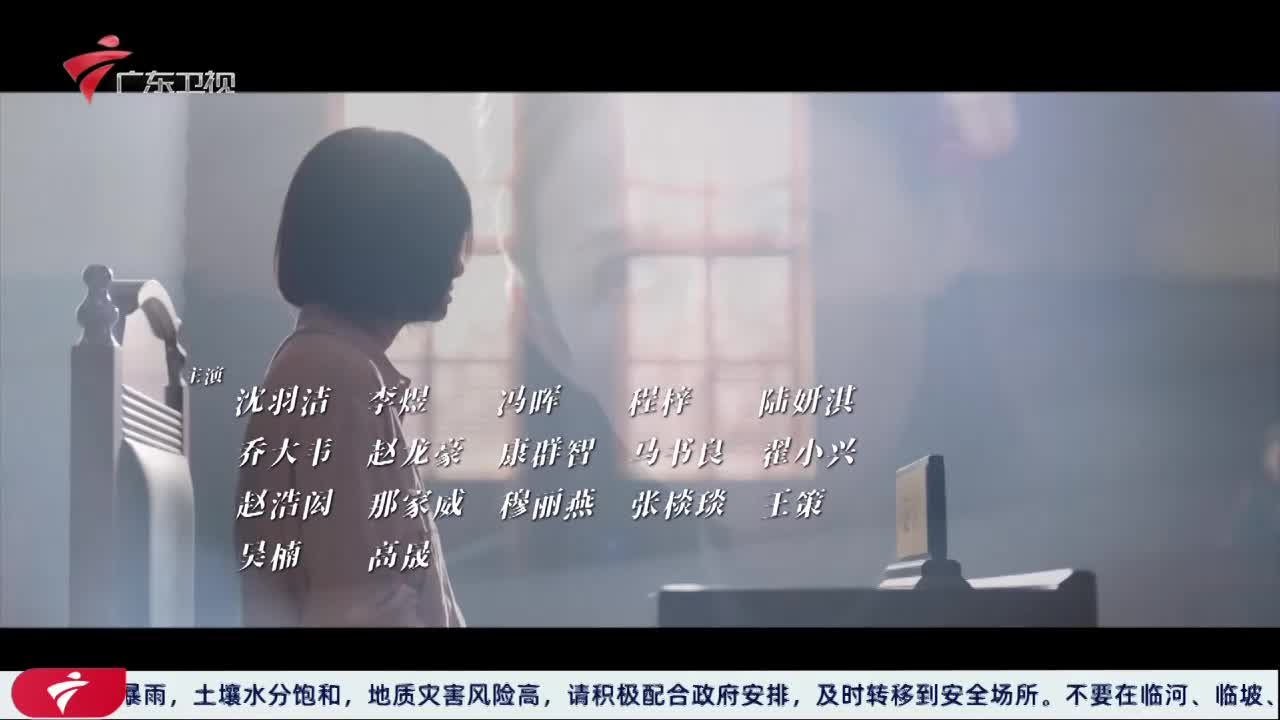 广东卫视
主演
沈羽洁 李煜 冯晖 程梓 陆妍淇
乔大韦 赵龙豪 康群智 马书良 翟小兴
赵浩闳 那家威 穆丽燕 张棪琰 王策
吴楠 高晟
暴雨，土壤水分饱和，地质灾害风险高，请积极配合政府安排，及时转移到安全场所。不要在临河、临坡、